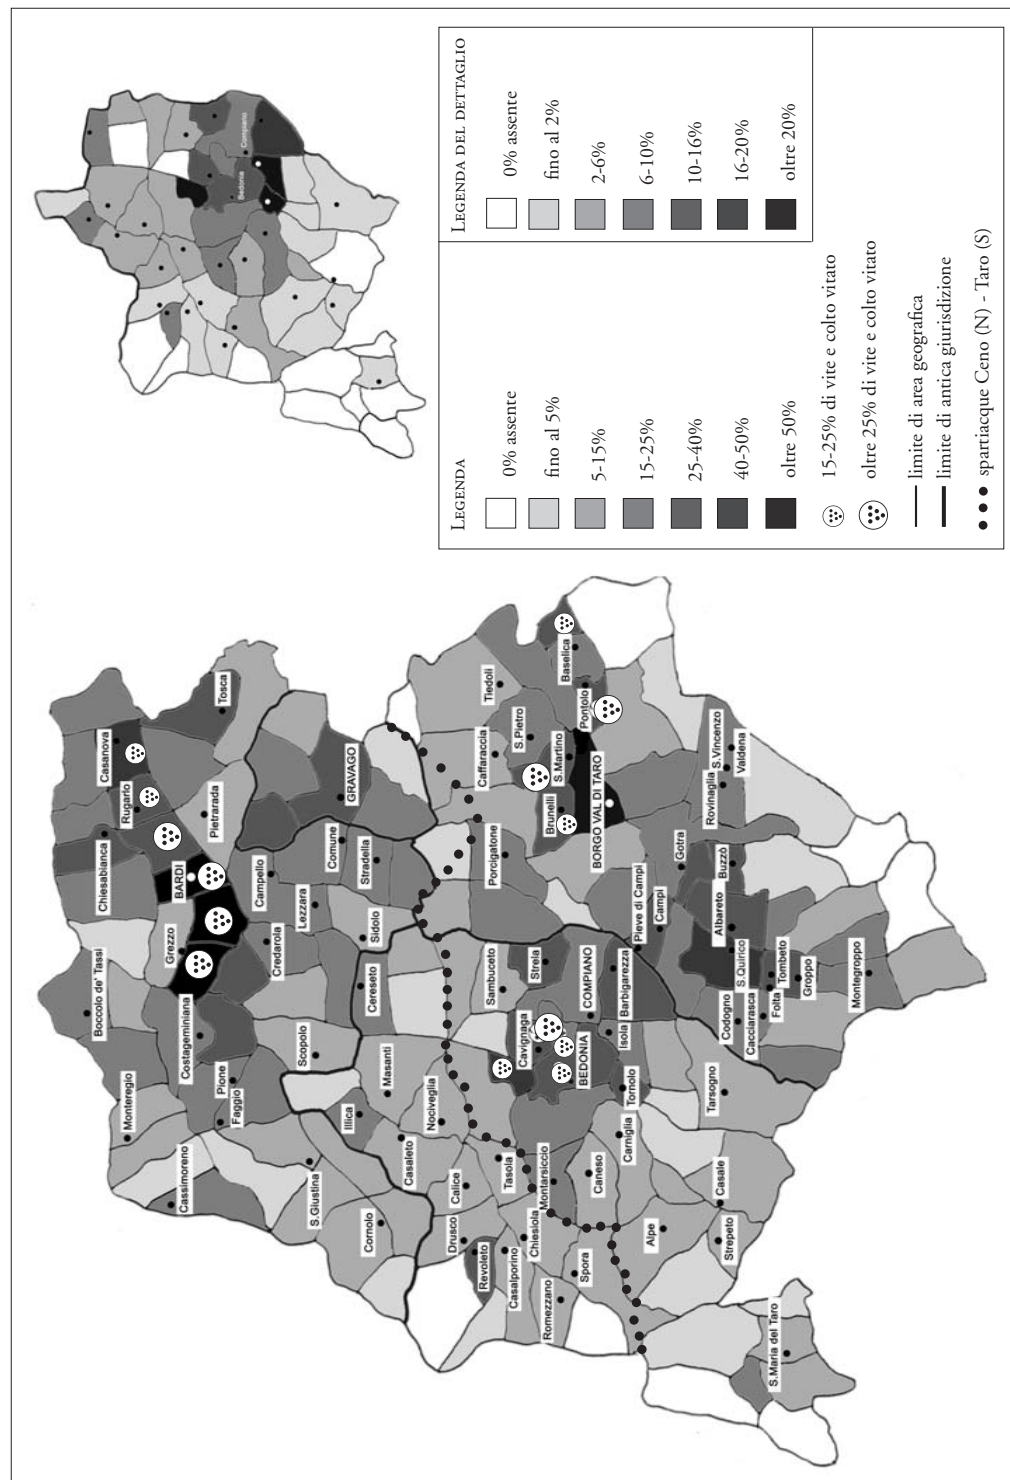 LEGENDA
0% assente
fino al 5%
5-15%
15-25%
25-40%
40-50%
oltre 50%
15-25% di vite e colto vitato
oltre 25% di vite e colto vitato
limite di area geografica
limite di antica giurisdizione
spartiacque Ceno (N) - Taro (S)
LEGENDA DEL DETTAGLIO
0% assente
fino al 2%
2-6%
6-10%
10-16%
16-20%
oltre 20%
Bedonia
Compiano
Boccolo de' Tassi
Chiesabianca
Rugarlo
Casanova
Monteregio
Cassimoreno
Grezzo
BARDI
Pietrarada
Tosca
Costageminiana
Pione
Faggio
Credarola
Campello
Lezzara
Comune
GRAVAGO
Stradella
Scopolo
S.Giustina
Sidolo
Cereseto
Illica
Masanti
Cornolo
Casaleto
Nociveglia
Calice
Drusco
Revoleto
Tasola
Chiesiola
Casalporino
Sambuceto
Porcigatone
Caffaraccia
Tiedoli
S.Pietro
Strela
Cavignaga
Montarsiccio
Romezzano
Spora
Brunelli
S.Martino
Baselica
Pontolo
BORGO VAL DI TARO
COMPIANO
BEDONIA
Isola
Barbigarezza
Caneso
Carniglia
Tornolo
Pieve di Campi
Campi
Gotra
Alpe
Tarsogno
Casale
Strepeto
Albareto
Buzzò
Rovinaglia
S.Vincenzo
Valdena
S.Quirico
Codogno
Cacciarasca
Folta
Tombeto
Groppo
Montegroppo
S.Maria del Taro